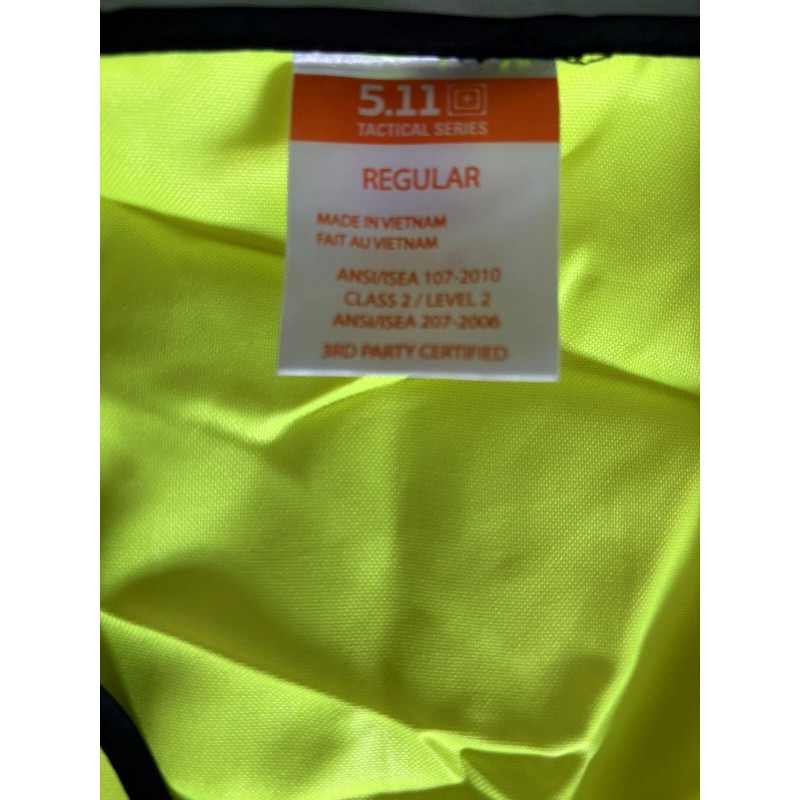 5.11
TACTICAL SERIES
REGULAR
MADE IN VIETNAM
FAIT AU VIETNAM
ANSI/ISEA 107-2010
CLASS 2 / LEVEL 2
ANSI/ISEA 207-2006
3RD PARTY CERTIFIED